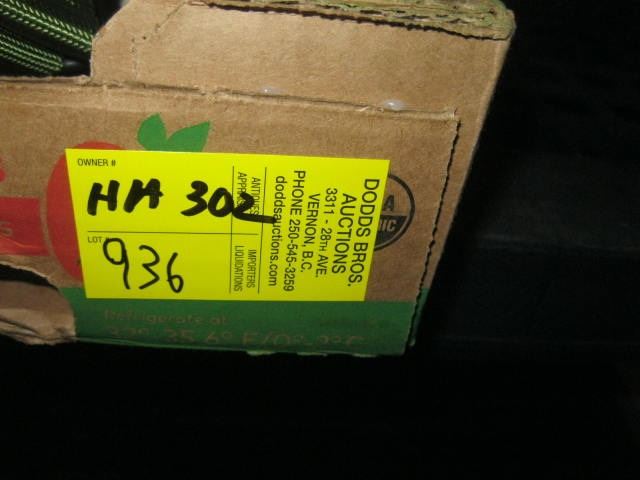 OWNER #
HA 302
LOT #
936
ANTIQUES
IMPORTERS
LIQUIDATIONS
DODDS BROS.
AUCTIONS
3311 - 28TH AVE.
VERNON, B.C.
PHONE 250-545-3259
doddsauctions.com
Refrigerate at